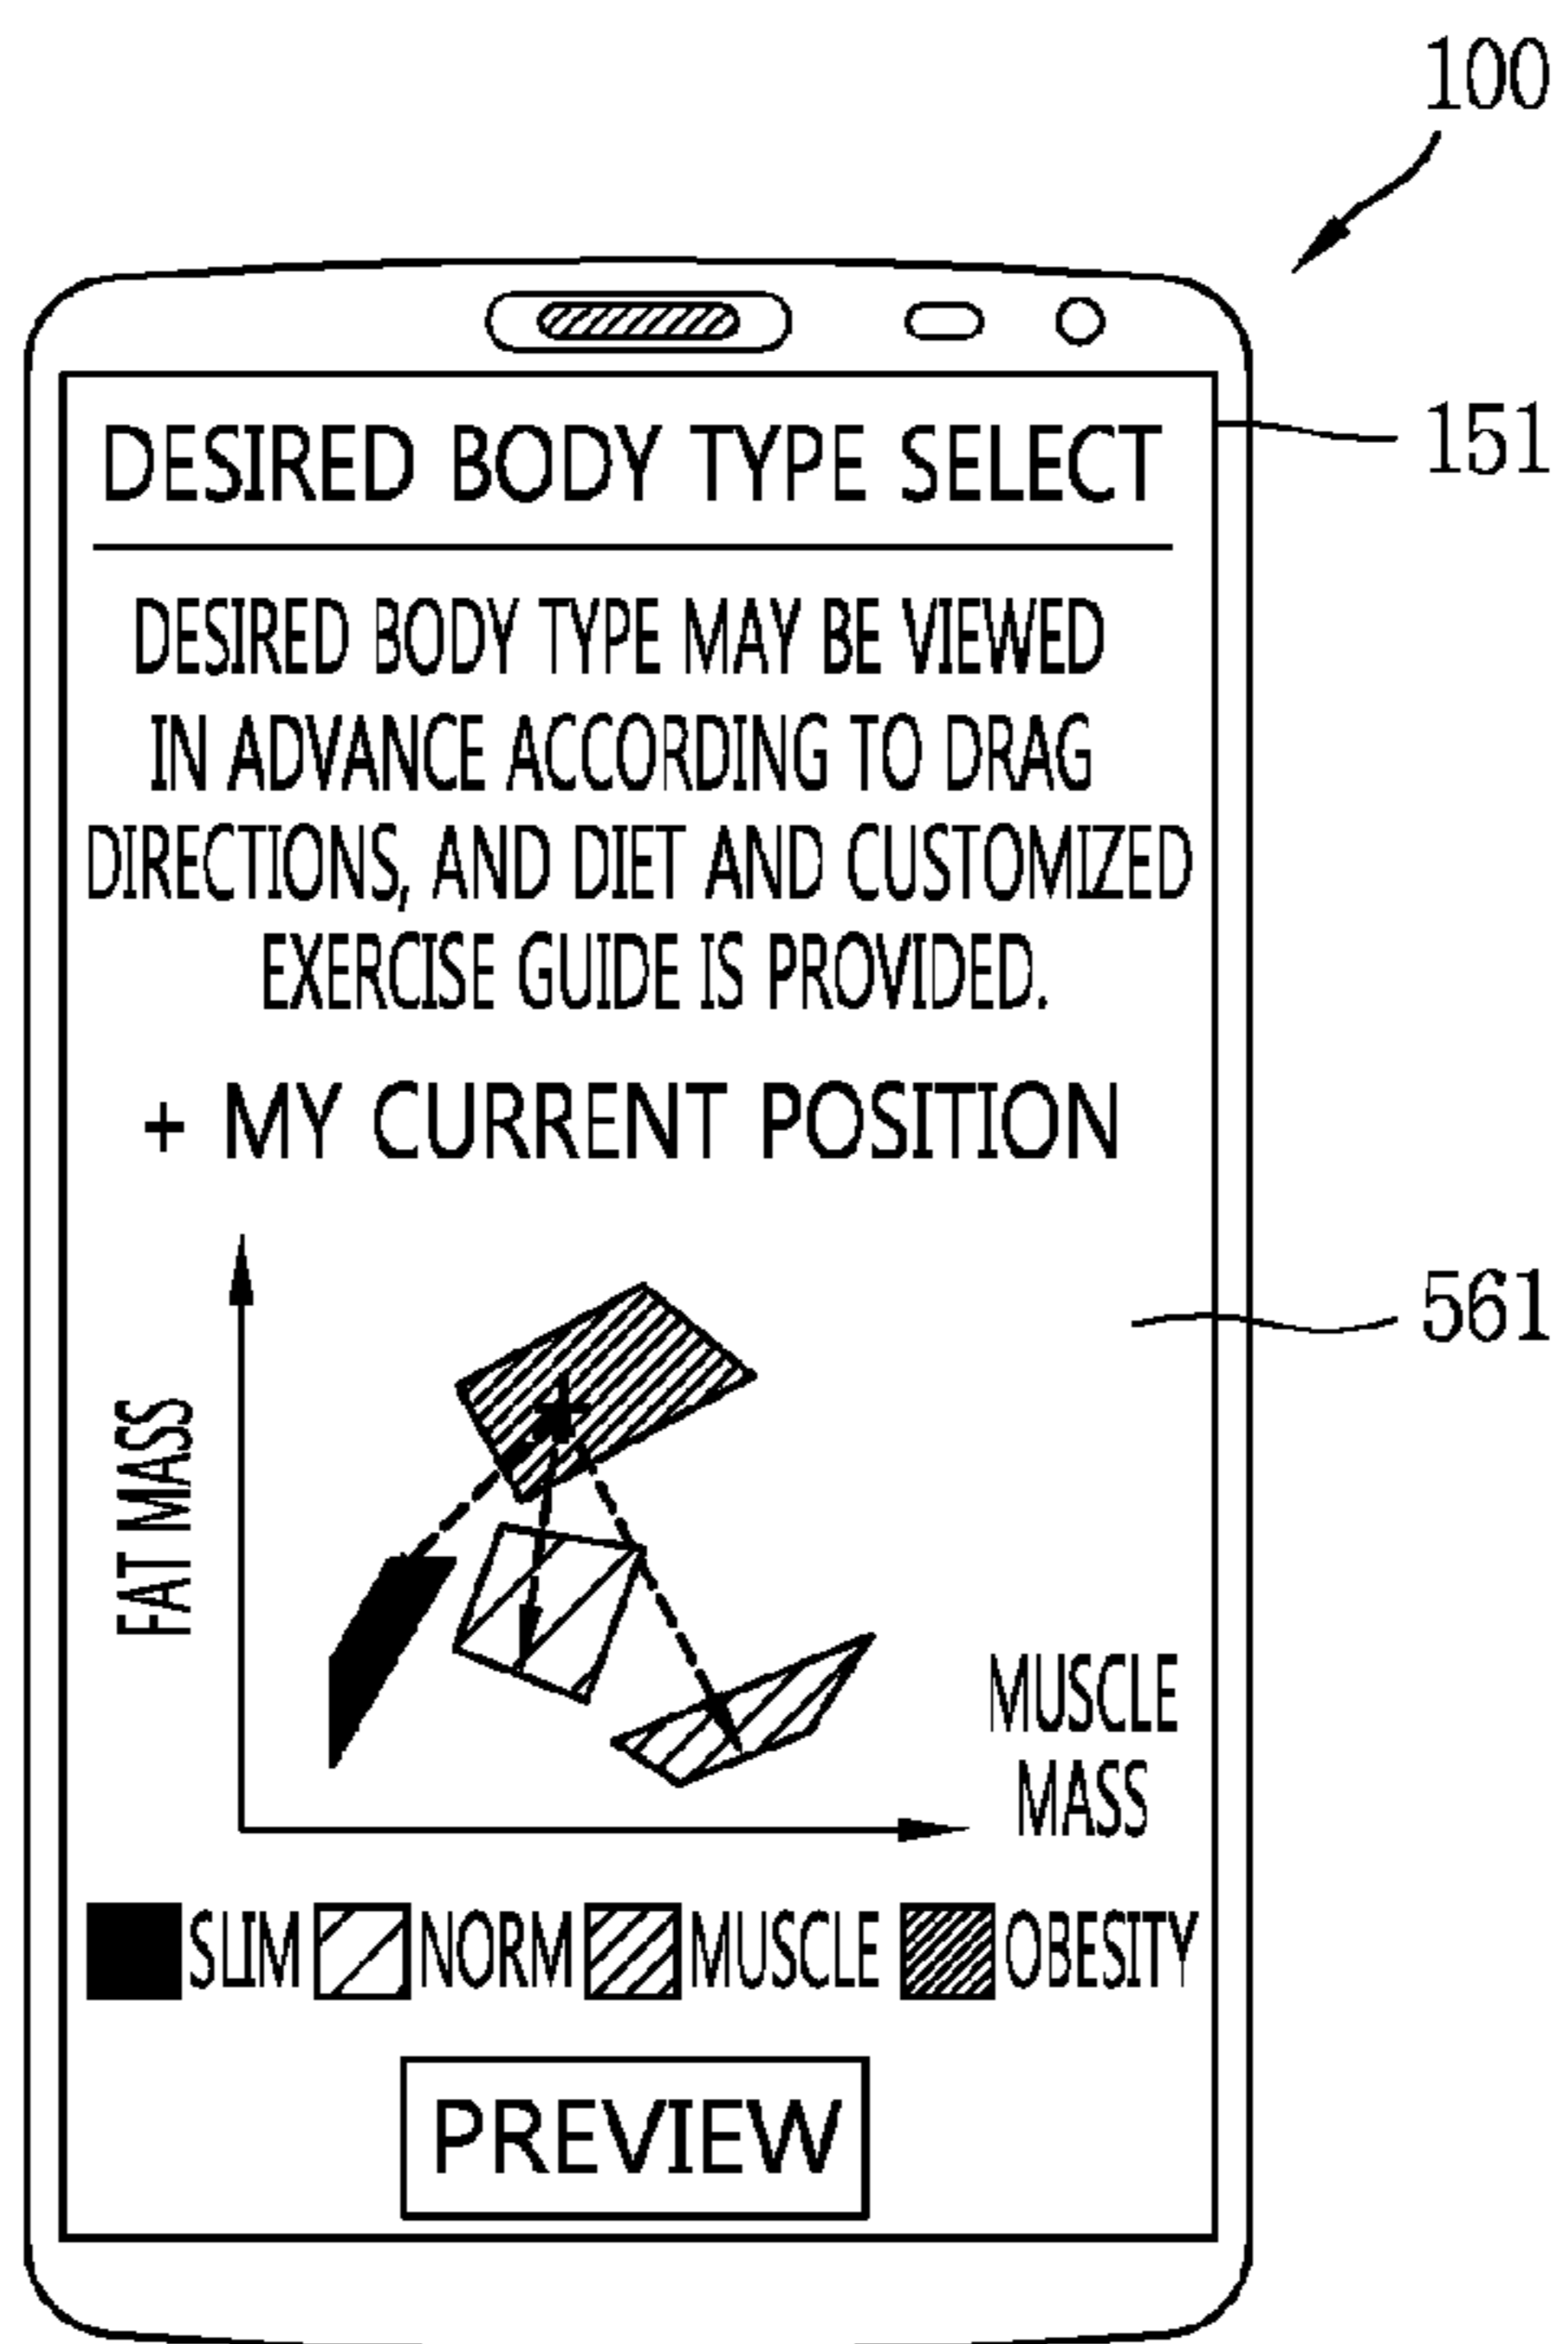 100
151
DESIRED BODY TYPE SELECT
DESIRED BODY TYPE MAY BE VIEWED
IN ADVANCE ACCORDING TO DRAG
DIRECTIONS, AND DIET AND CUSTOMIZED
EXERCISE GUIDE IS PROVIDED.
+ MY CURRENT POSITION
561
FAT MASS
MUSCLE
MASS
SLIM NORM MUSCLE OBESITY
PREVIEW